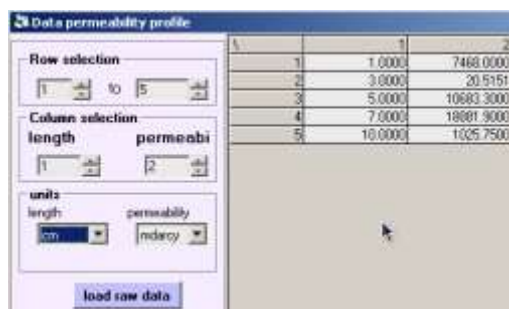 Data permeability profile
Row selection
1 to 5
Column selection
length permeabi
1 2
units
length permeability
cm mdarcy
load raw data
\ 1 2
1 1.0000 7468.0000
2 3.0000 20.5151
3 5.0000 10683.3000
4 7.0000 18081.9000
5 10.0000 1025.7500